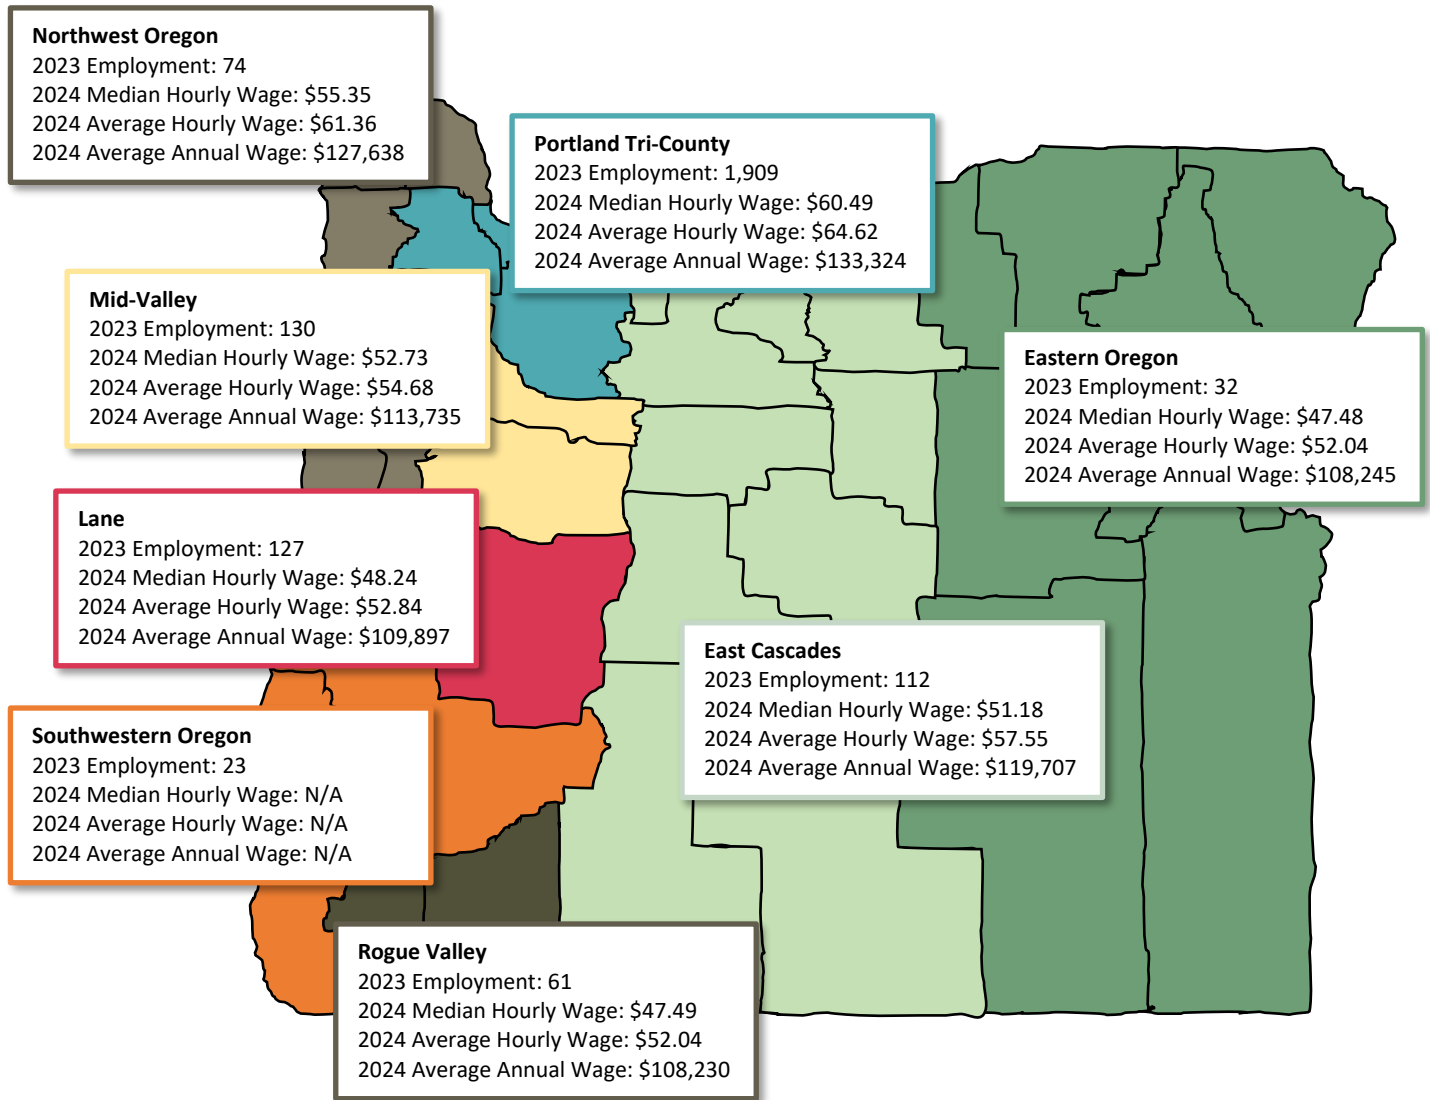 Northwest Oregon
2023 Employment: 74
2024 Median Hourly Wage: $55.35
2024 Average Hourly Wage: $61.36
2024 Average Annual Wage: $127,638
Portland Tri-County
2023 Employment: 1,909
2024 Median Hourly Wage: $60.49
2024 Average Hourly Wage: $64.62
2024 Average Annual Wage: $133,324
Mid-Valley
2023 Employment: 130
2024 Median Hourly Wage: $52.73
2024 Average Hourly Wage: $54.68
2024 Average Annual Wage: $113,735
Eastern Oregon
2023 Employment: 32
2024 Median Hourly Wage: $47.48
2024 Average Hourly Wage: $52.04
2024 Average Annual Wage: $108,245
Lane
2023 Employment: 127
2024 Median Hourly Wage: $48.24
2024 Average Hourly Wage: $52.84
2024 Average Annual Wage: $109,897
East Cascades
2023 Employment: 112
2024 Median Hourly Wage: $51.18
2024 Average Hourly Wage: $57.55
2024 Average Annual Wage: $119,707
Southwestern Oregon
2023 Employment: 23
2024 Median Hourly Wage: N/A
2024 Average Hourly Wage: N/A
2024 Average Annual Wage: N/A
Rogue Valley
2023 Employment: 61
2024 Median Hourly Wage: $47.49
2024 Average Hourly Wage: $52.04
2024 Average Annual Wage: $108,230